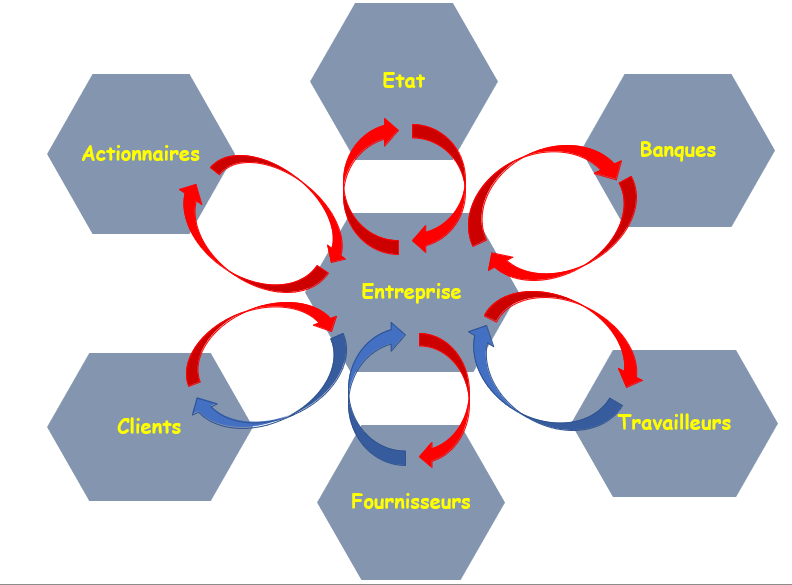 Etat
Actionnaires
Banques
Entreprise
Clients
Travailleurs
Fournisseurs